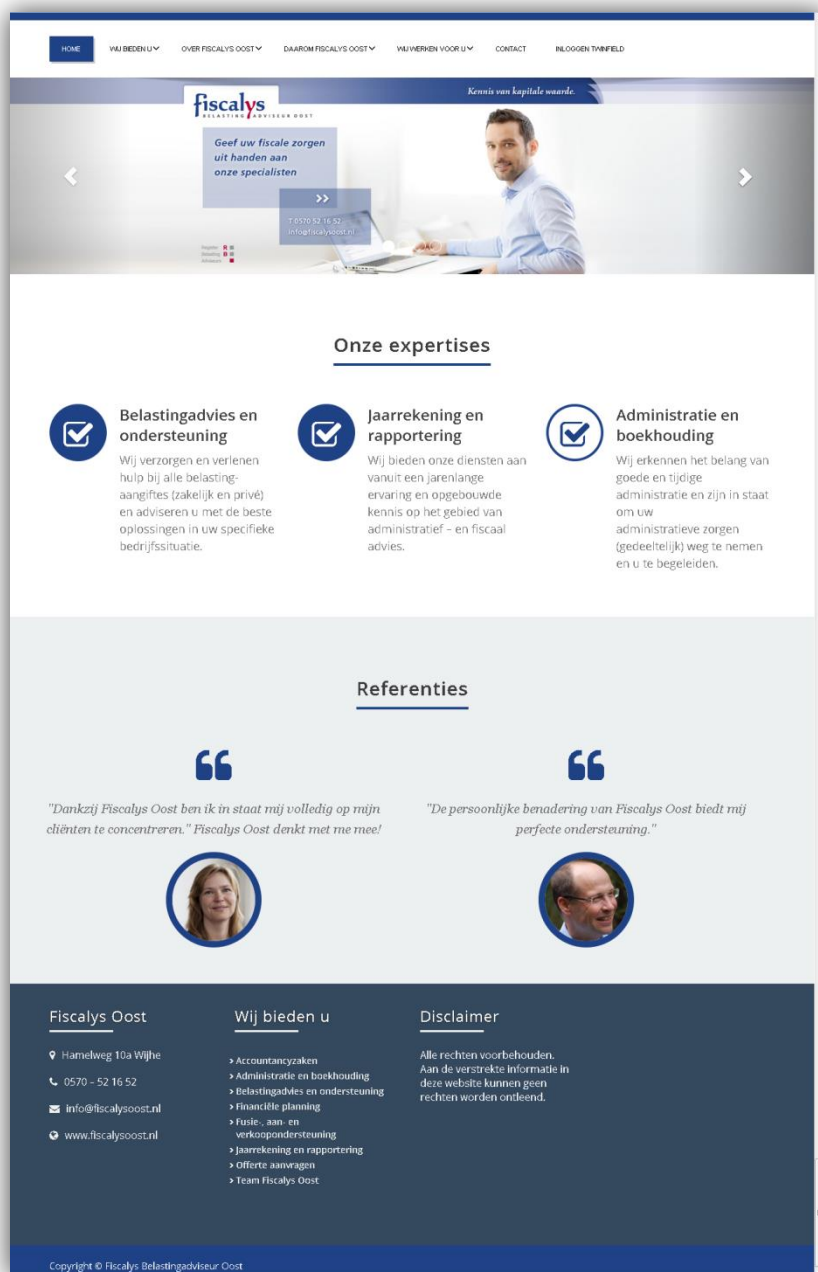 HOME WIJ BIEDEN U OVER FISCALYS OOST DAAROM FISCALYS OOST WIJ WERKEN VOOR U CONTACT INLOGGEN TWINFIELD
Kennis van kapitale waarde.
fiscalys
BELASTING ADVISEUR OOST
Geef uw fiscale zorgen
uit handen aan
onze specialisten
>>
T 0570 52 16 52
info@fiscalysoost.nl
Register
Belasting
Adviseurs
Onze expertises
Belastingadvies en
ondersteuning
Wij verzorgen en verlenen
hulp bij alle belasting-
aangiftes (zakelijk en privé)
en adviseren u met de beste
oplossingen in uw specifieke
bedrijfssituatie.
Jaarrekening en
rapportering
Wij bieden onze diensten aan
vanuit een jarenlange
ervaring en opgebouwde
kennis op het gebied van
administratief – en fiscaal
advies.
Administratie en
boekhouding
Wij erkennen het belang van
goede en tijdige
administratie en zijn in staat
om uw
administratieve zorgen
(gedeeltelijk) weg te nemen
en u te begeleiden.
Referenties
"Dankzij Fiscalys Oost ben ik in staat mij volledig op mijn
cliënten te concentreren." Fiscalys Oost denkt met me mee!
"De persoonlijke benadering van Fiscalys Oost biedt mij
perfecte ondersteuning."
Fiscalys Oost
Hamelweg 10a Wijhe
0570 – 52 16 52
info@fiscalysoost.nl
www.fiscalysoost.nl
Wij bieden u
> Accountancyzaken
> Administratie en boekhouding
> Belastingadvies en ondersteuning
> Financiële planning
> Fusie-, aan- en
verkoopondersteuning
> Jaarrekening en rapportering
> Offerte aanvragen
> Team Fiscalys Oost
Disclaimer
Alle rechten voorbehouden.
Aan de verstrekte informatie in
deze website kunnen geen
rechten worden ontleend.
Copyright © Fiscalys Belastingadviseur Oost